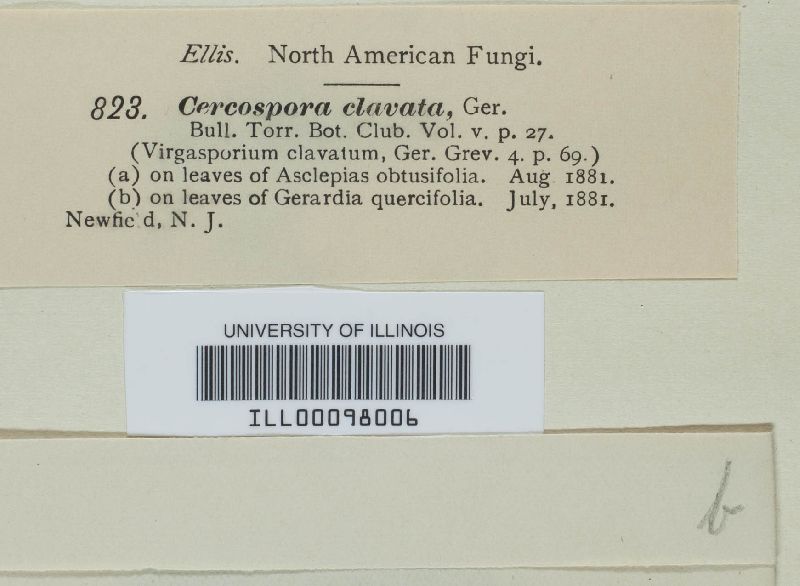 Ellis. North American Fungi.
823. Cercospora clavata, Ger.
Bull. Torr. Bot. Club. Vol. v. p. 27.
(Virgasporium clavatum, Ger. Grev. 4. p. 69.)
(a) on leaves of Asclepias obtusifolia. Aug 1881.
(b) on leaves of Gerardia quercifolia. July, 1881.
Newfie'd, N. J.
UNIVERSITY OF ILLINOIS
ILL00098006
b